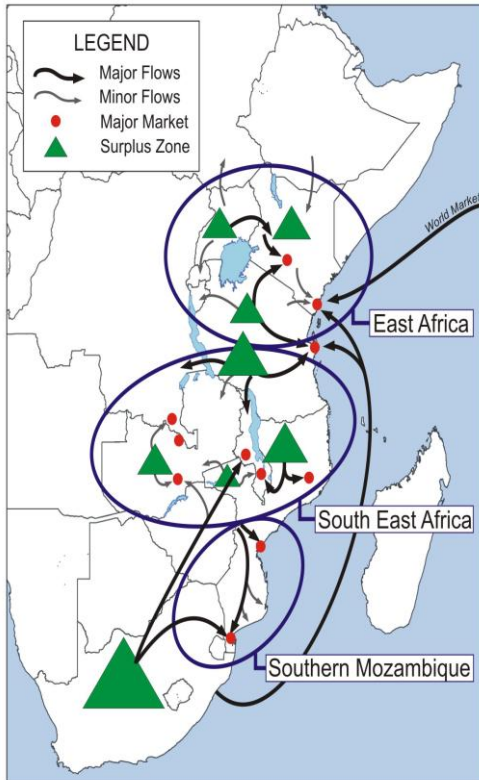 LEGEND
Major Flows
Minor Flows
Major Market
Surplus Zone
World Market
East Africa
South East Africa
Southern Mozambique